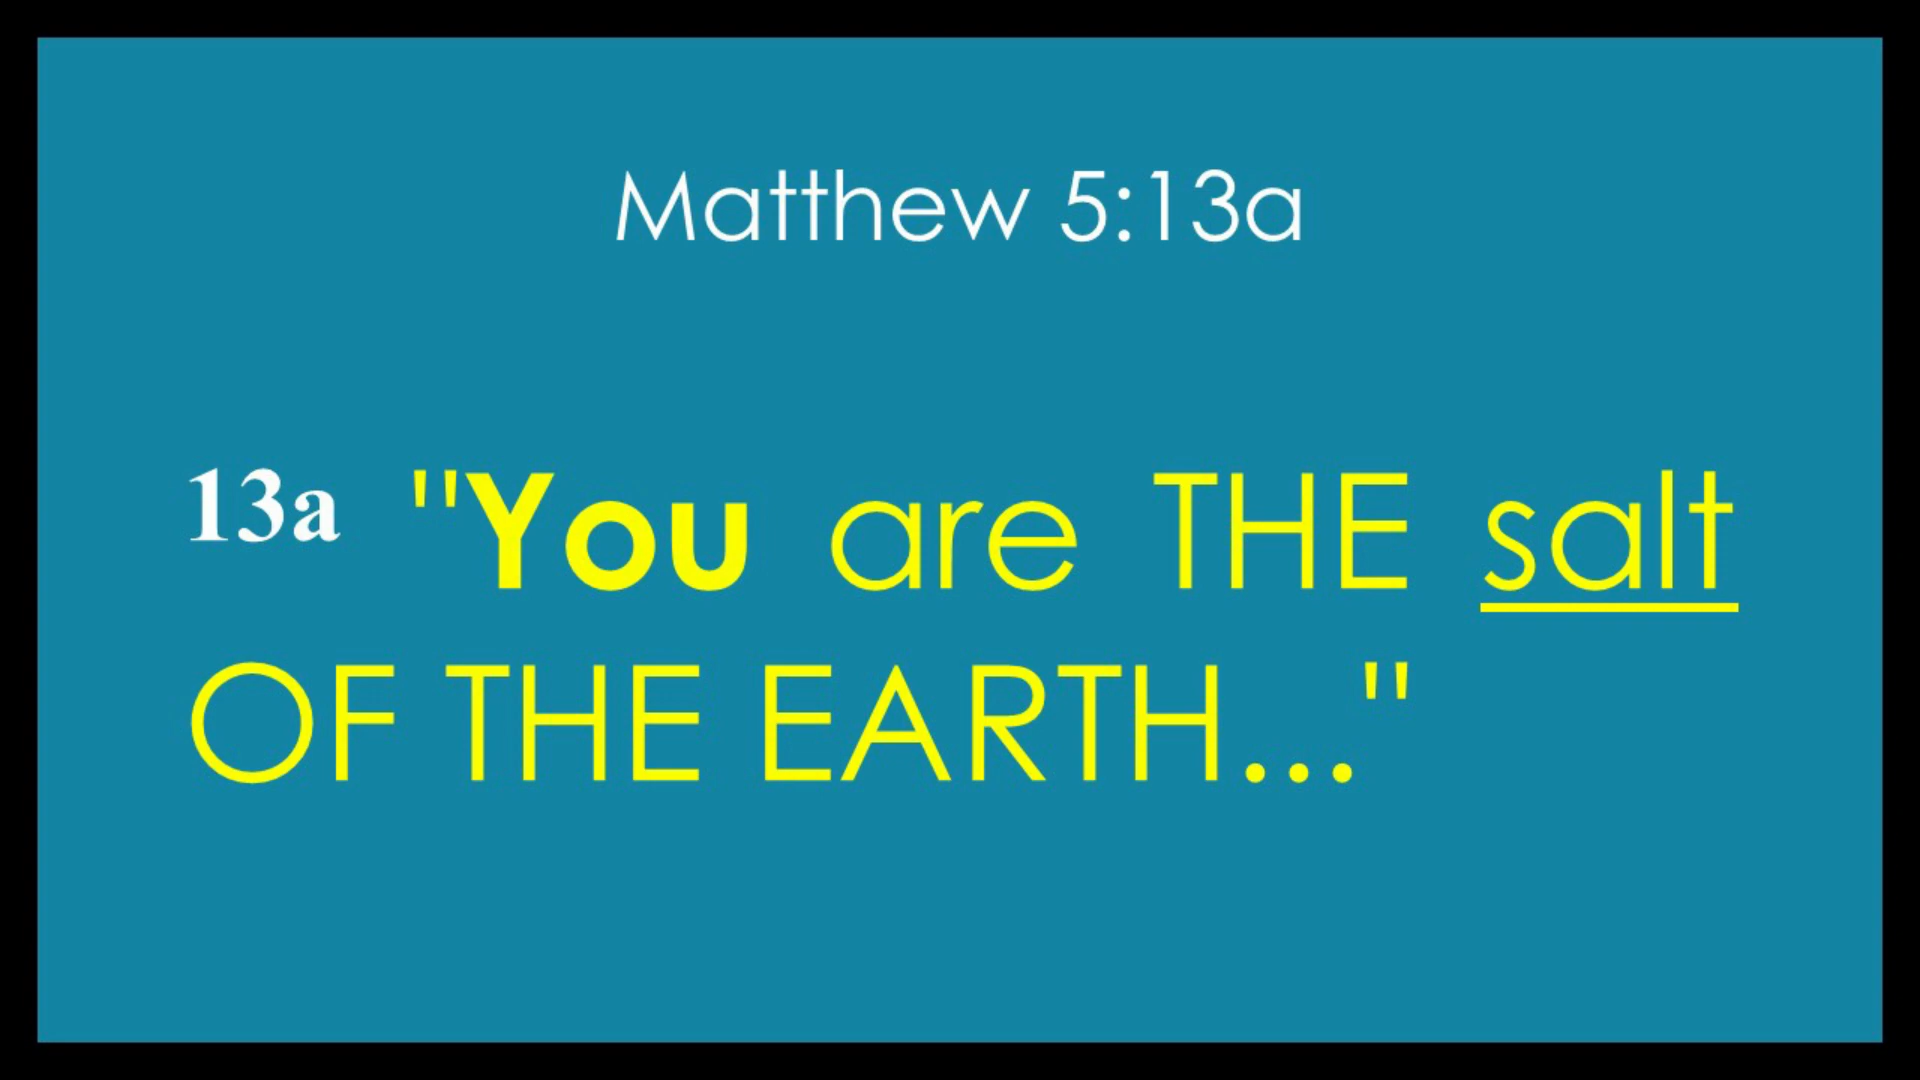 Matthew 5:13a
13a "You are THE salt
OF THE EARTH..."